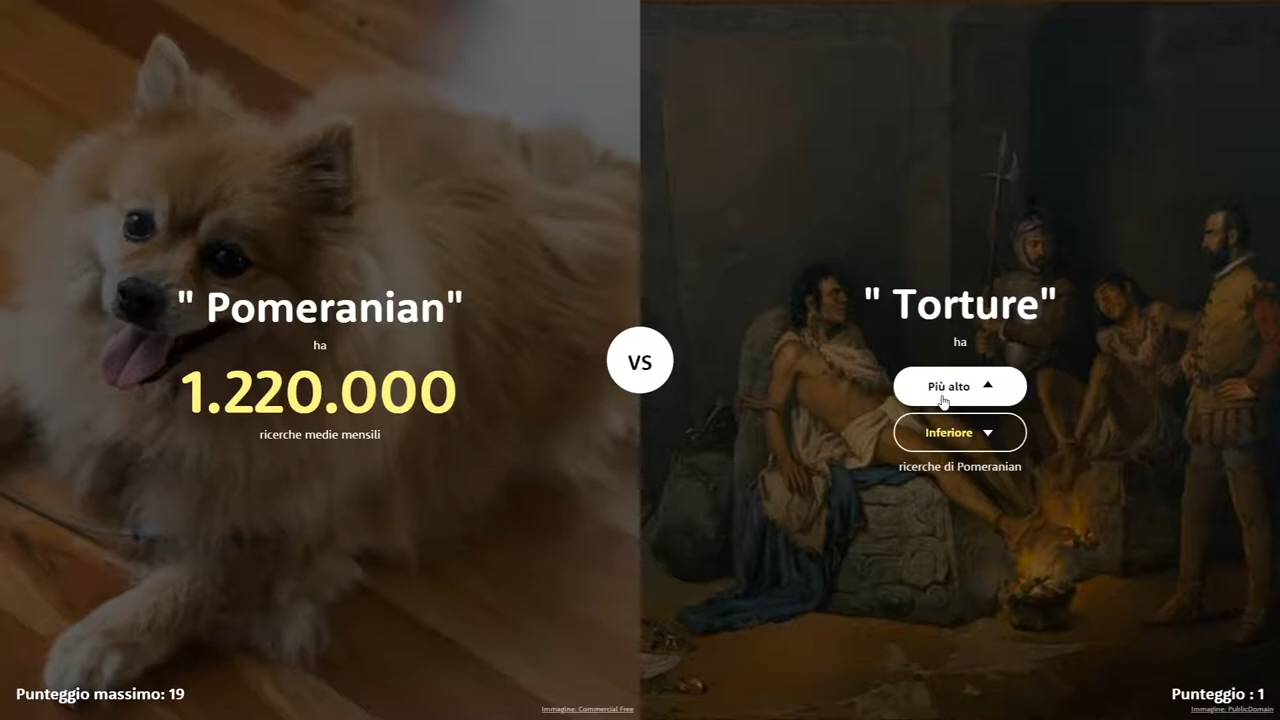 " Pomeranian"
ha
1.220.000
ricerche medie mensili
VS
" Torture"
ha
Più alto
Inferiore
ricerche di Pomeranian
Punteggio massimo: 19
Immagine: Commercial Free
Punteggio : 1
Immagine: PublicDomain